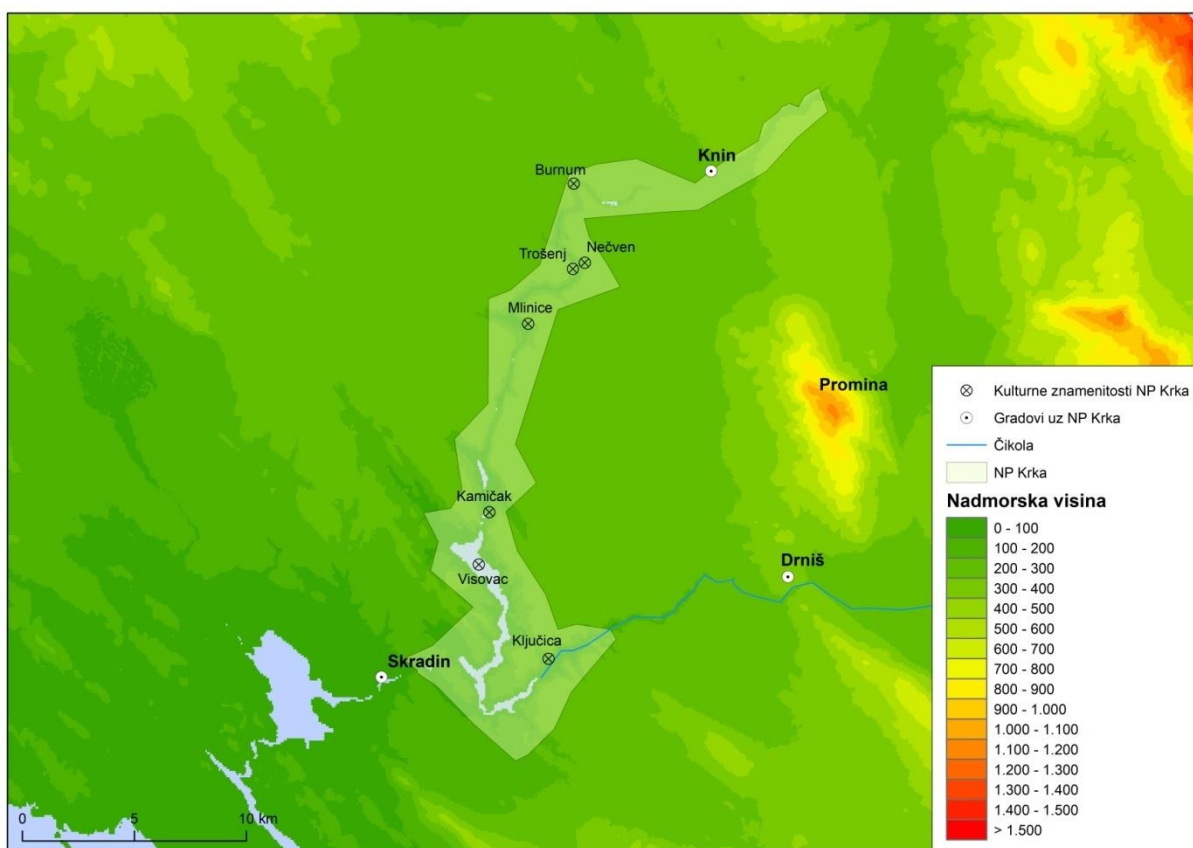 Knin
Burnum
Nečven
Trošenj
Mlinice
Promina
Kamičak
Visovac
Drniš
Ključica
Skradin
0 5 10 km
Kulturne znamenitosti NP Krka
Gradovi uz NP Krka
Čikola
NP Krka
Nadmorska visina
0 - 100
100 - 200
200 - 300
300 - 400
400 - 500
500 - 600
600 - 700
700 - 800
800 - 900
900 - 1.000
1.000 - 1.100
1.100 - 1.200
1.200 - 1.300
1.300 - 1.400
1.400 - 1.500
> 1.500